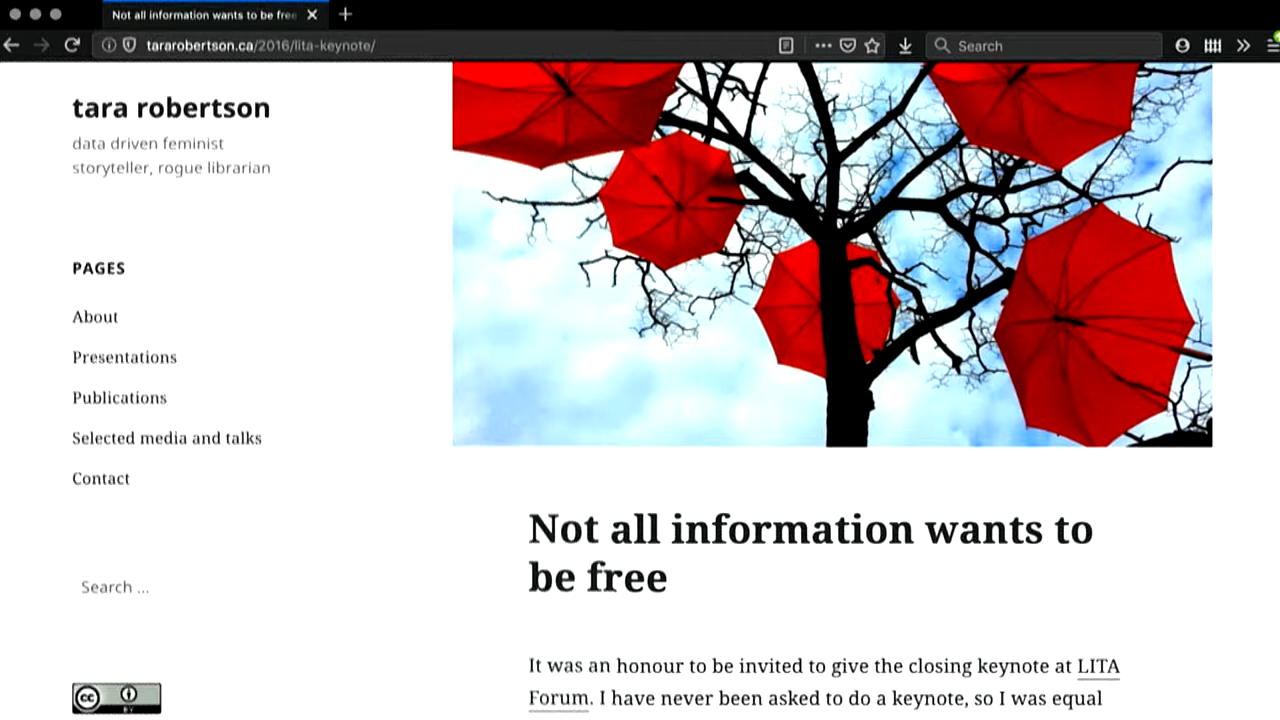 Not all information wants to be free
tararobertson.ca/2016/lita-keynote/
Search
tara robertson
data driven feminist
storyteller, rogue librarian
PAGES
About
Presentations
Publications
Selected media and talks
Contact
Search ...
cc
BY
Not all information wants to
be free
It was an honour to be invited to give the closing keynote at LITA
Forum. I have never been asked to do a keynote, so I was equal